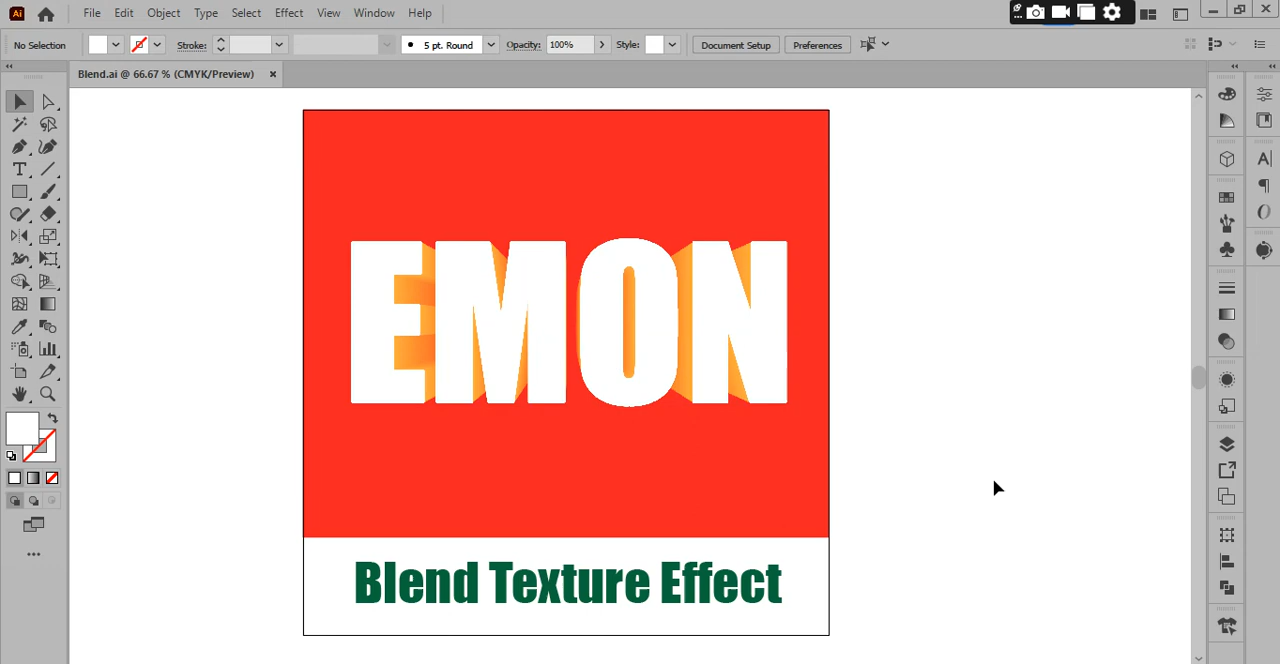 File Edit Object Type Select Effect View Window Help
No Selection Stroke: 5 pt. Round Opacity: 100% Style: Document Setup Preferences
Blend.ai @ 66.67 % (CMYK/Preview)
EMON
Blend Texture Effect